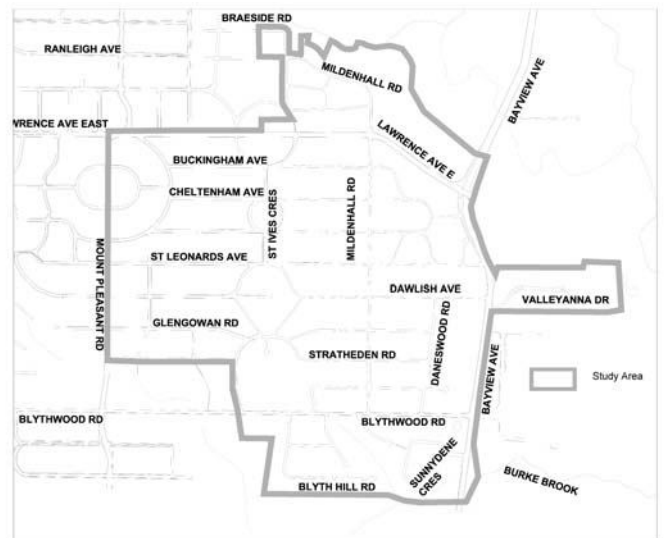 BRAESIDE RD
RANLEIGH AVE
MILDENHALL RD
BAYVIEW AVE
WRENCE AVE EAST
LAWRENCE AVE E
BUCKINGHAM AVE
CHELTENHAM AVE
ST IVES CRES
MILDENHALL RD
MOUNT PLEASANT RD
ST LEONARDS AVE
DAWLISH AVE
VALLEYANNA DR
GLENGOWAN RD
DANESWOOD RD
STRATHEDEN RD
BAYVIEW AVE
Study Area
BLYTHWOOD RD
BLYTHWOOD RD
SUNNYDENE
CRES
BLYTH HILL RD
BURKE BROOK